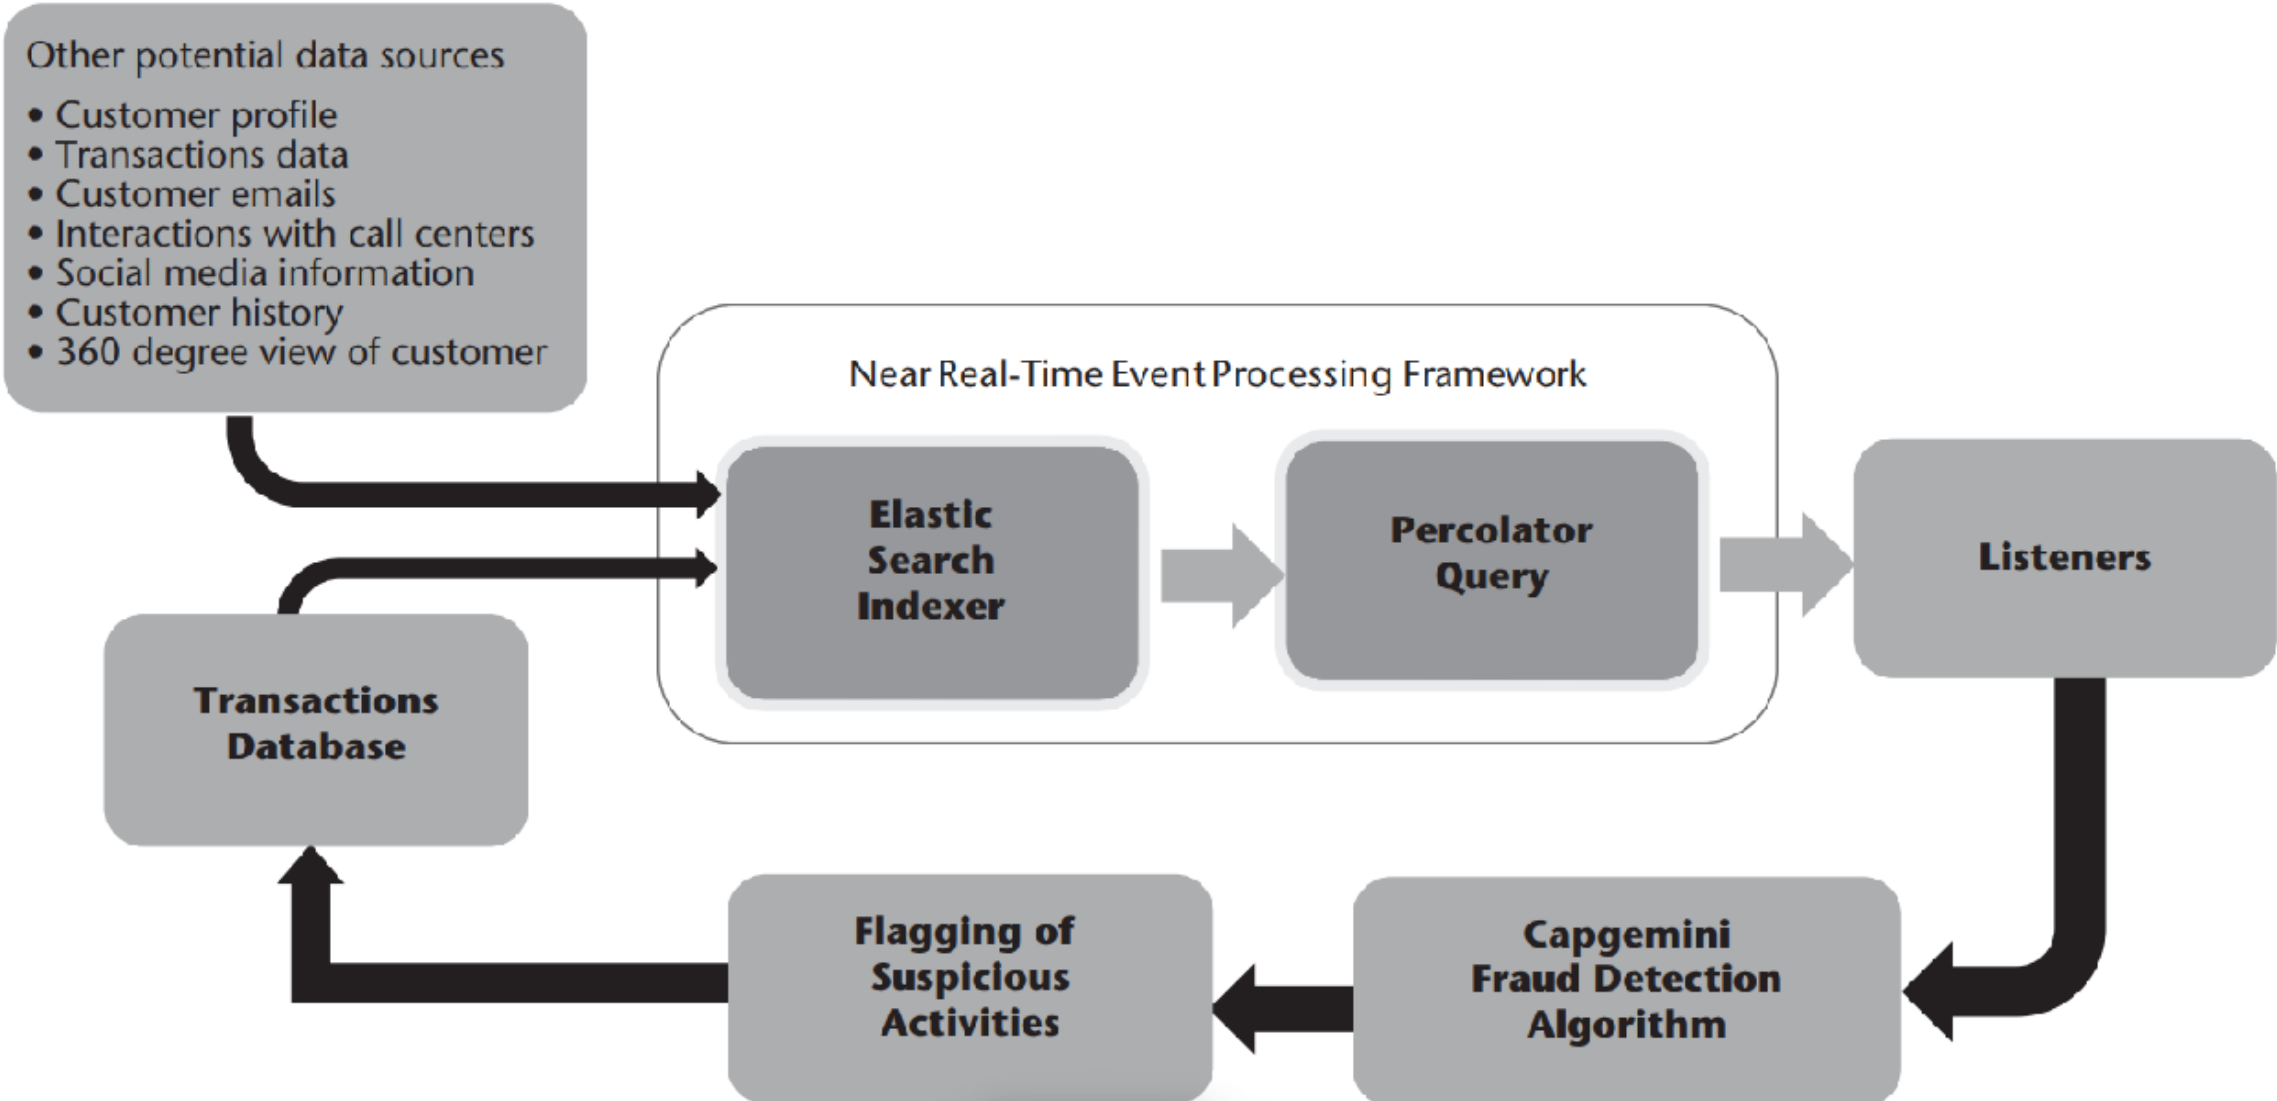 Other potential data sources
• Customer profile
• Transactions data
• Customer emails
• Interactions with call centers
• Social media information
• Customer history
• 360 degree view of customer
Near Real-Time Event Processing Framework
Elastic
Search
Indexer
Percolator
Query
Listeners
Transactions
Database
Flagging of
Suspicious
Activities
Capgemini
Fraud Detection
Algorithm